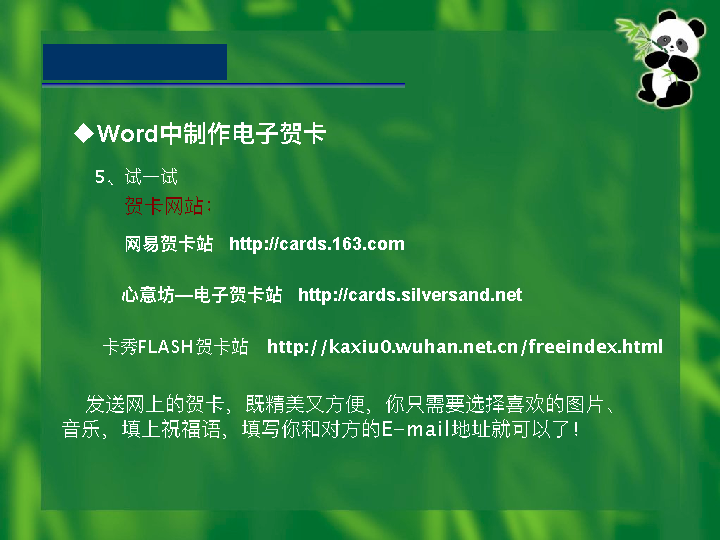 ◆Word中制作电子贺卡
5、试一试
贺卡网站：
网易贺卡站 http://cards.163.com
心意坊—电子贺卡站 http://cards.silversand.net
卡秀FLASH贺卡站 http://kaxiu0.wuhan.net.cn/freeindex.html
发送网上的贺卡，既精美又方便，你只需要选择喜欢的图片、
音乐，填上祝福语，填写你和对方的E-mail地址就可以了！